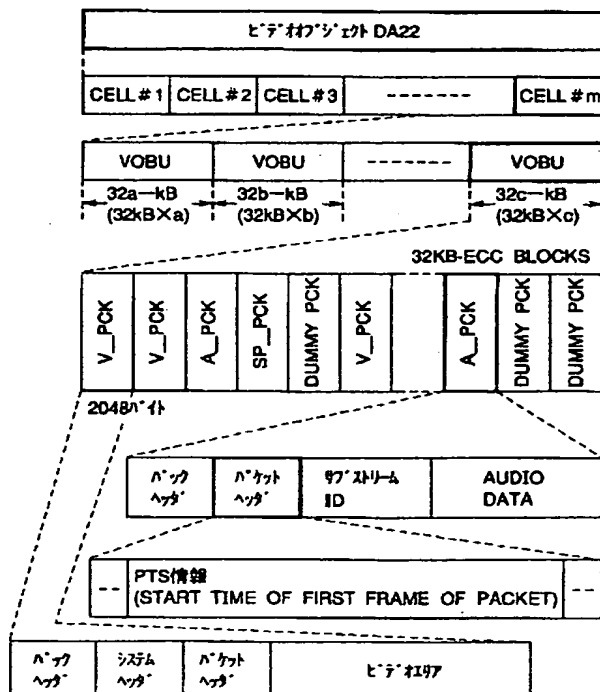 ﾋﾞﾃﾞｵｵﾌﾞｼﾞｪｸﾄ DA22
CELL#1 CELL#2 CELL#3 ------- CELL#m
VOBU VOBU ------- VOBU
32a—kB 32b—kB 32c—kB
(32kB×a) (32kB×b) (32kB×c)
32KB-ECC BLOCKS
V_PCK V_PCK A_PCK SP_PCK DUMMY PCK V_PCK A_PCK DUMMY PCK DUMMY PCK
2048ﾊﾞｲﾄ
ﾊﾟｯｸ ﾊﾟｹｯﾄ ｻﾌﾞｽﾄﾘｰﾑ AUDIO
ﾍｯﾀﾞ ﾍｯﾀﾞ ID DATA
-- PTS情報 --
(START TIME OF FIRST FRAME OF PACKET)
ﾊﾟｯｸ ｼｽﾃﾑ ﾊﾟｹｯﾄ ﾋﾞﾃﾞｵｴﾘｱ
ﾍｯﾀﾞ ﾍｯﾀﾞ ﾍｯﾀﾞ